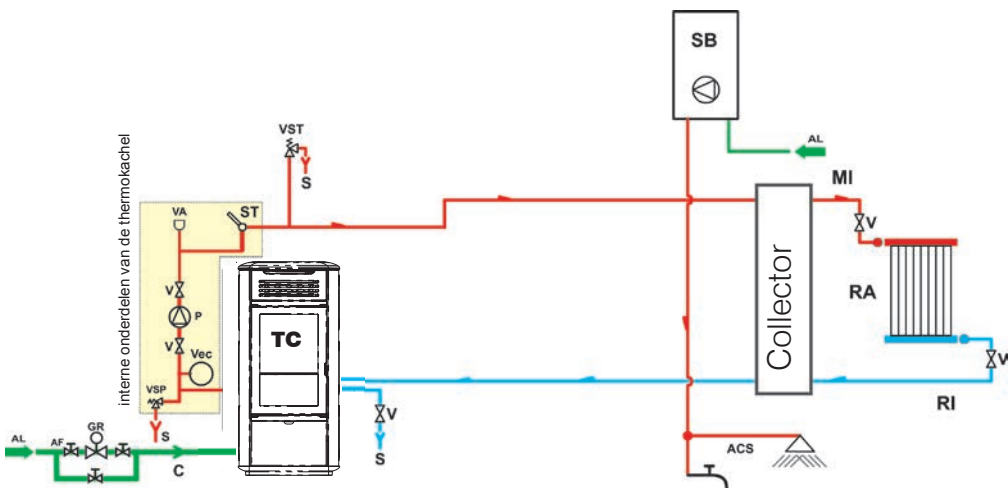 SB
VST
AL
S
MI
ST
VA
V
interne onderdelen van de thermokachel
V
P
TC
Collector
RA
V
Vec
VSP
V
V
RI
S
GR
AL
AF
C
S
ACS